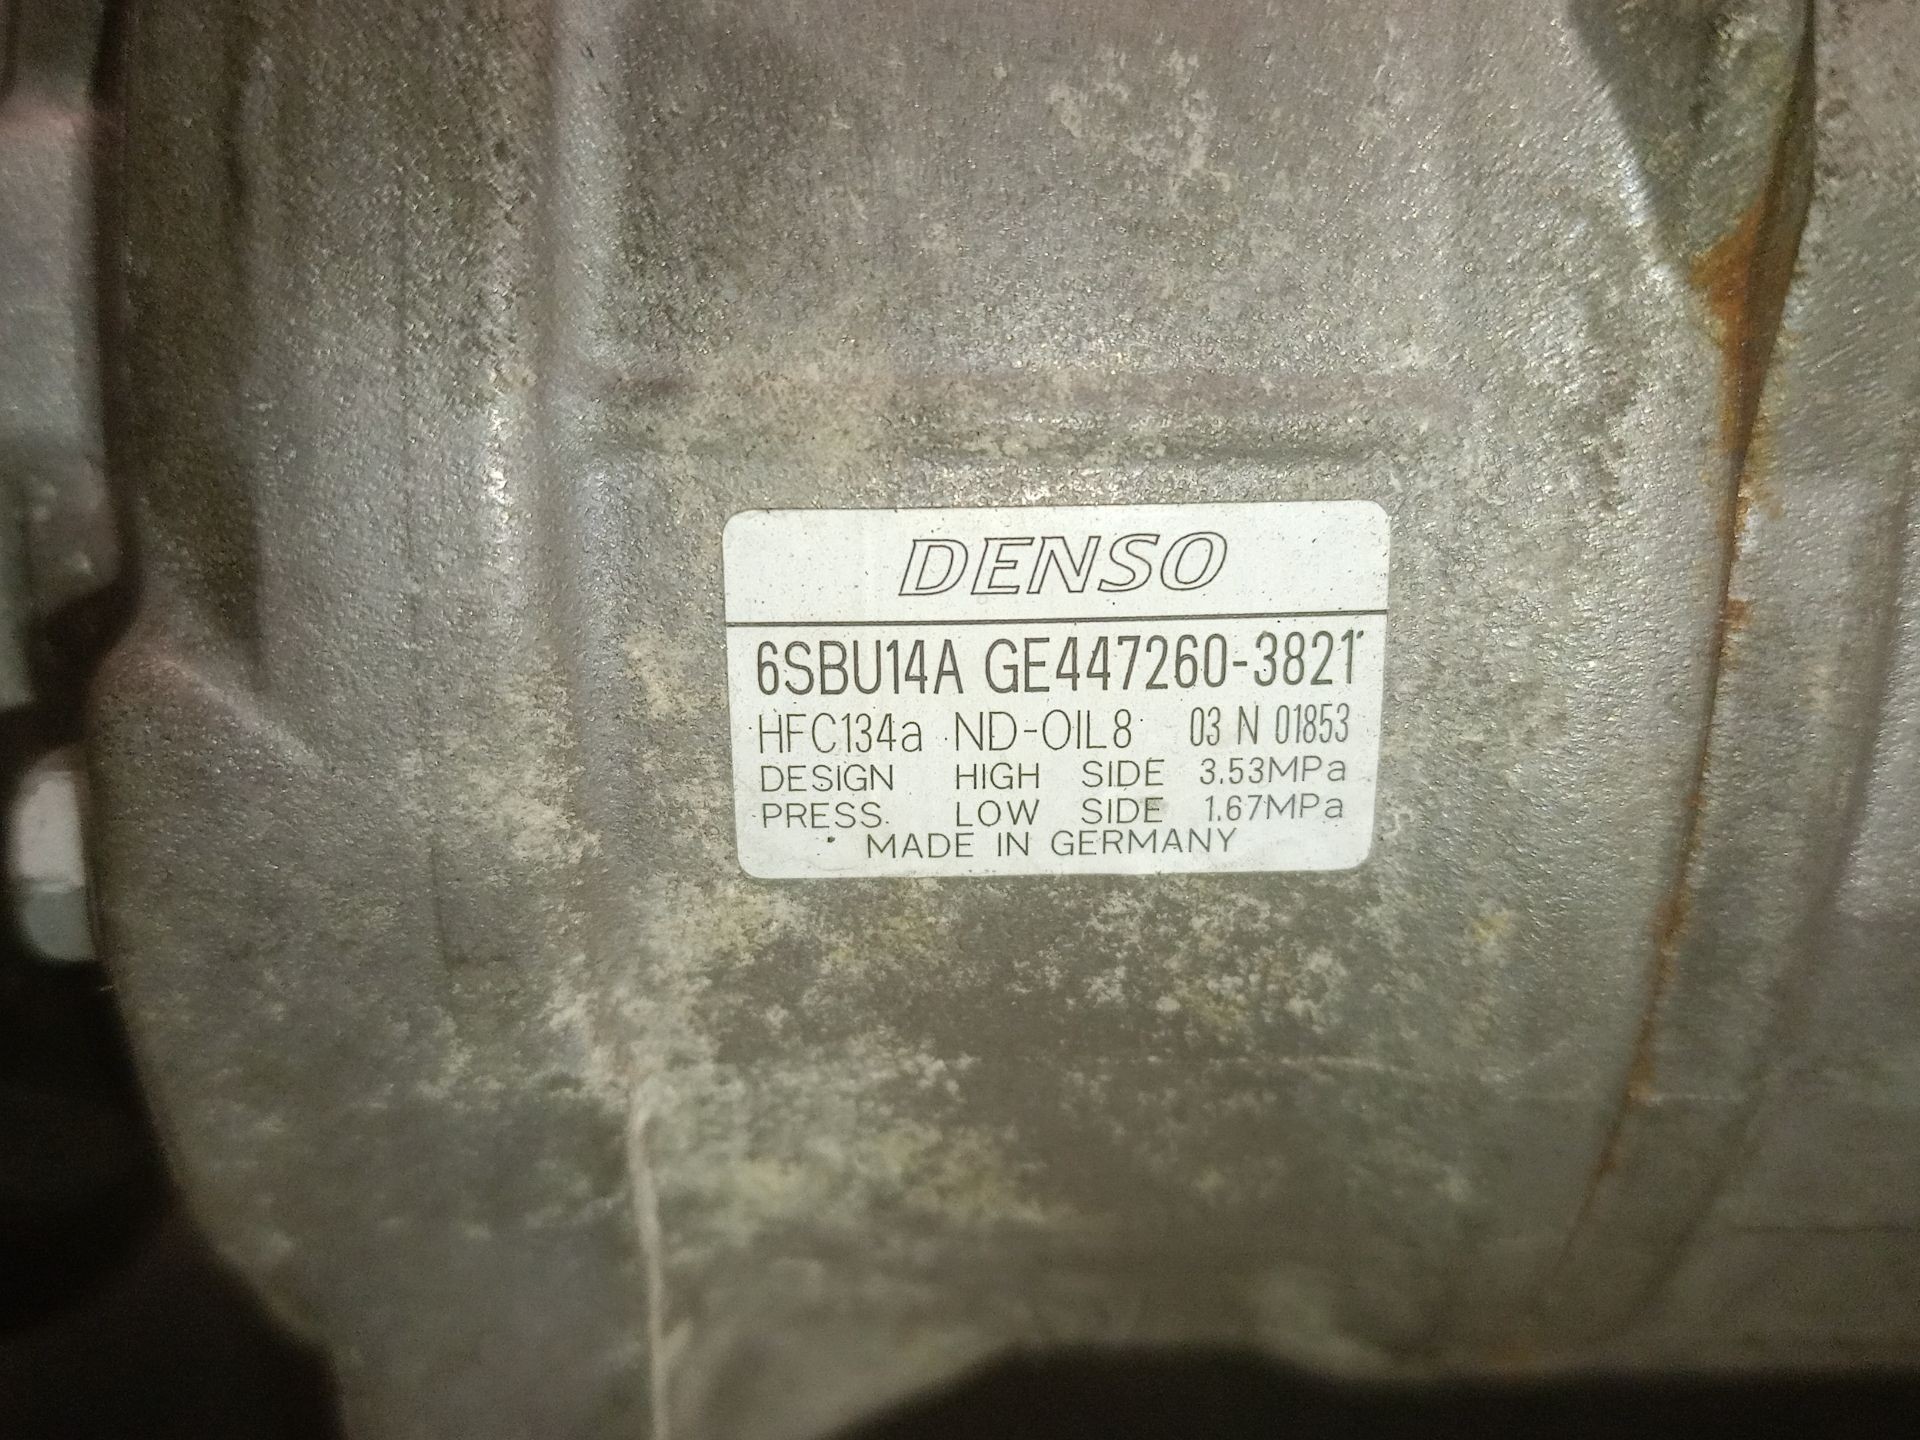 DENSO
6SBU14A GE447260-3821
HFC134a ND-OIL8 03 N 01853
DESIGN HIGH SIDE 3.53MPa
PRESS. LOW SIDE 1.67MPa
MADE IN GERMANY